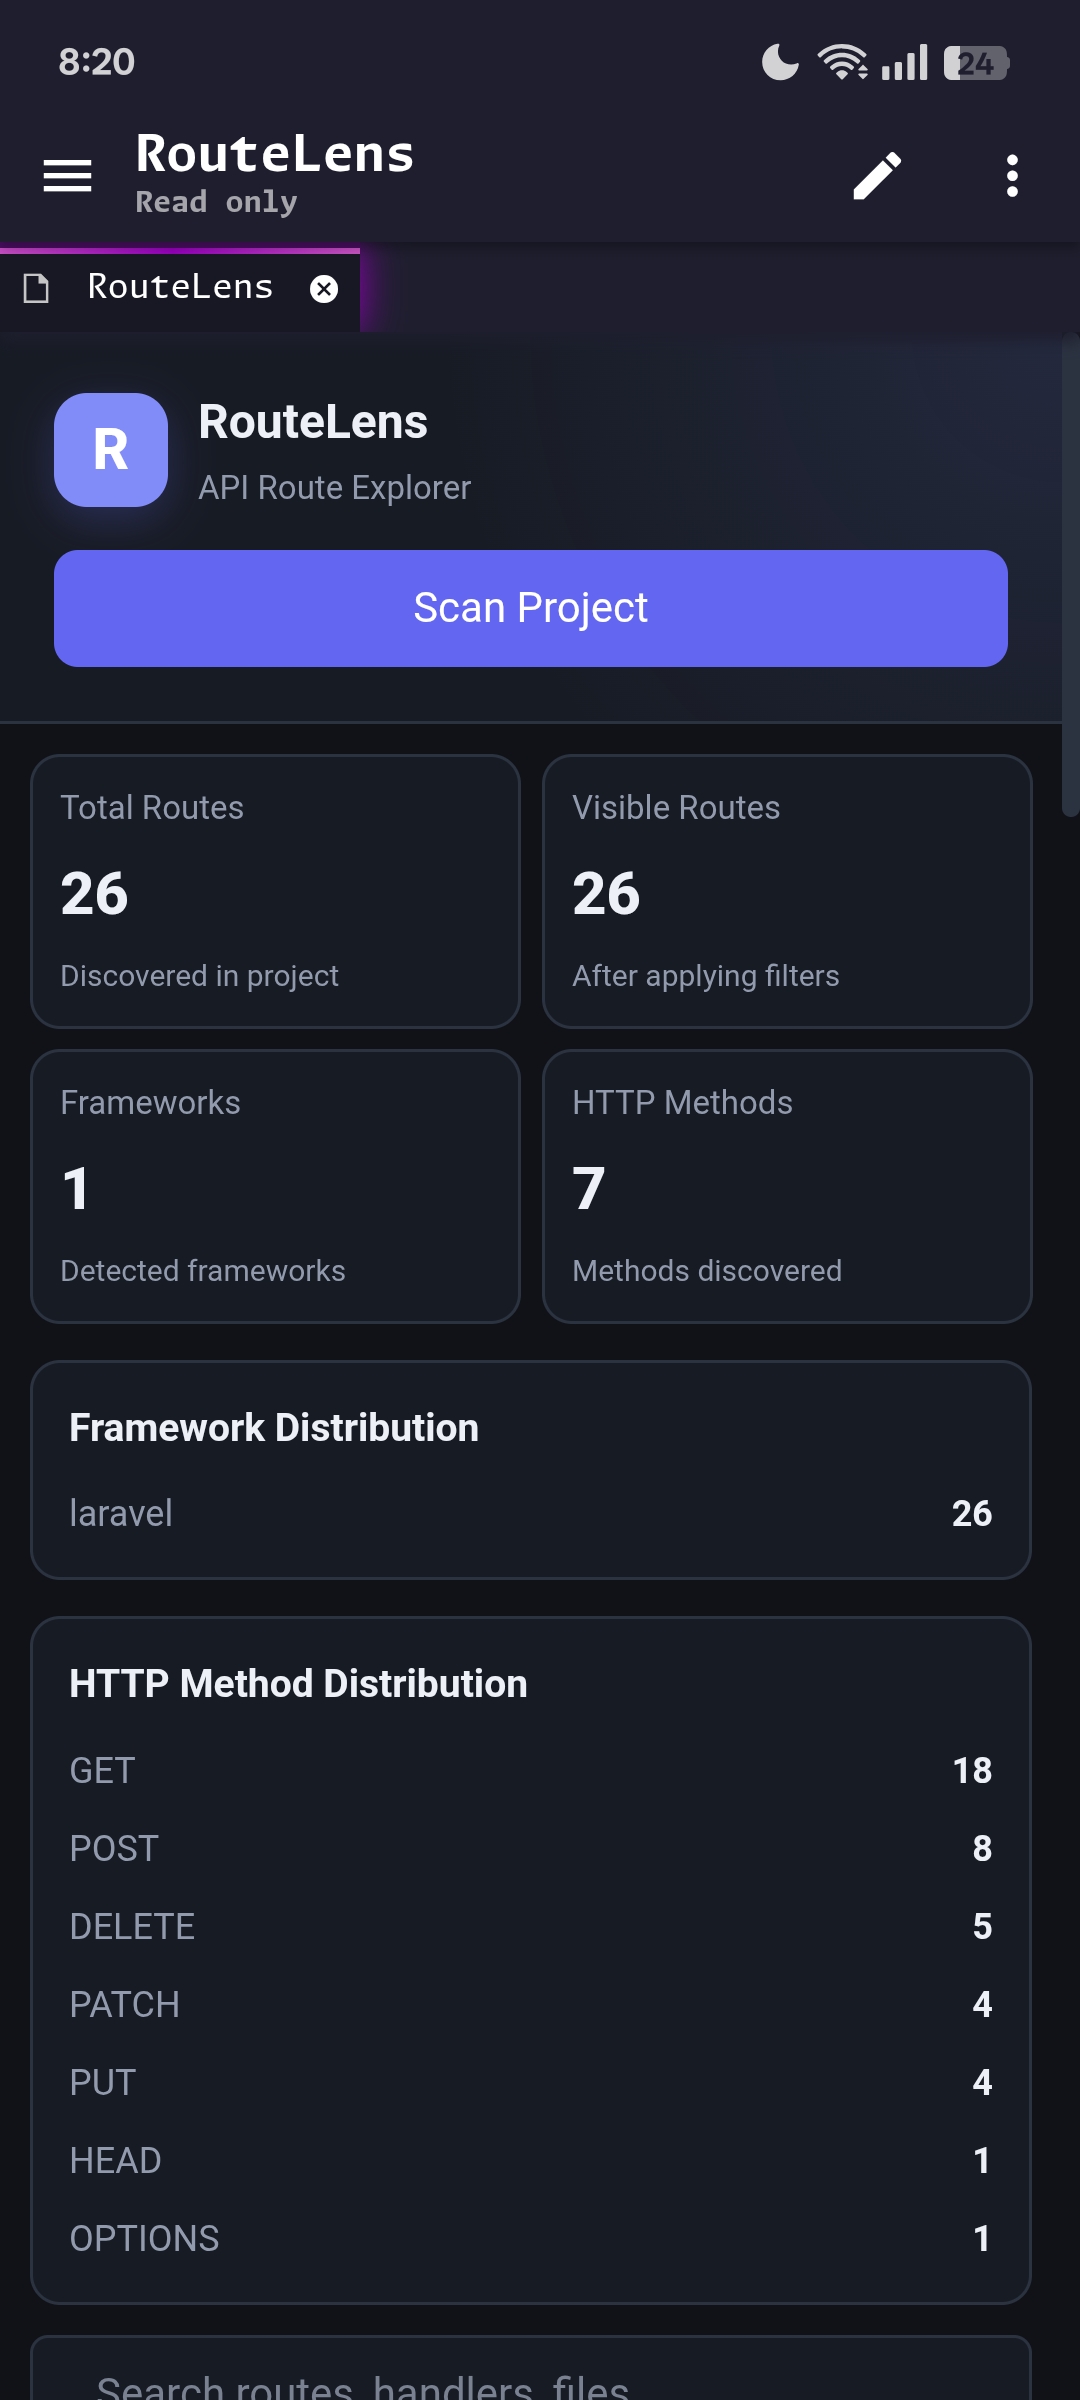 8:20
24
RouteLens
Read only
RouteLens
R
RouteLens
API Route Explorer
Scan Project
Total Routes
26
Discovered in project
Visible Routes
26
After applying filters
Frameworks
1
Detected frameworks
HTTP Methods
7
Methods discovered
Framework Distribution
laravel 26
HTTP Method Distribution
GET 18
POST 8
DELETE 5
PATCH 4
PUT 4
HEAD 1
OPTIONS 1
Search routes, handlers, files